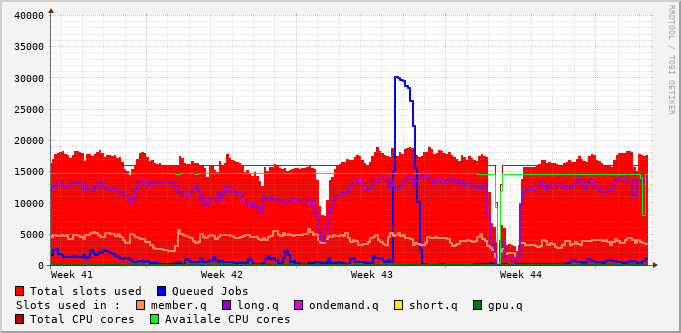 40000
35000
30000
25000
20000
15000
10000
5000
0
Week 41 Week 42 Week 43 Week 44
RRDTOOL / TOBI OETIKER
Total slots used Queued Jobs
Slots used in : member.q long.q ondemand.q short.q gpu.q
Total CPU cores Availale CPU cores